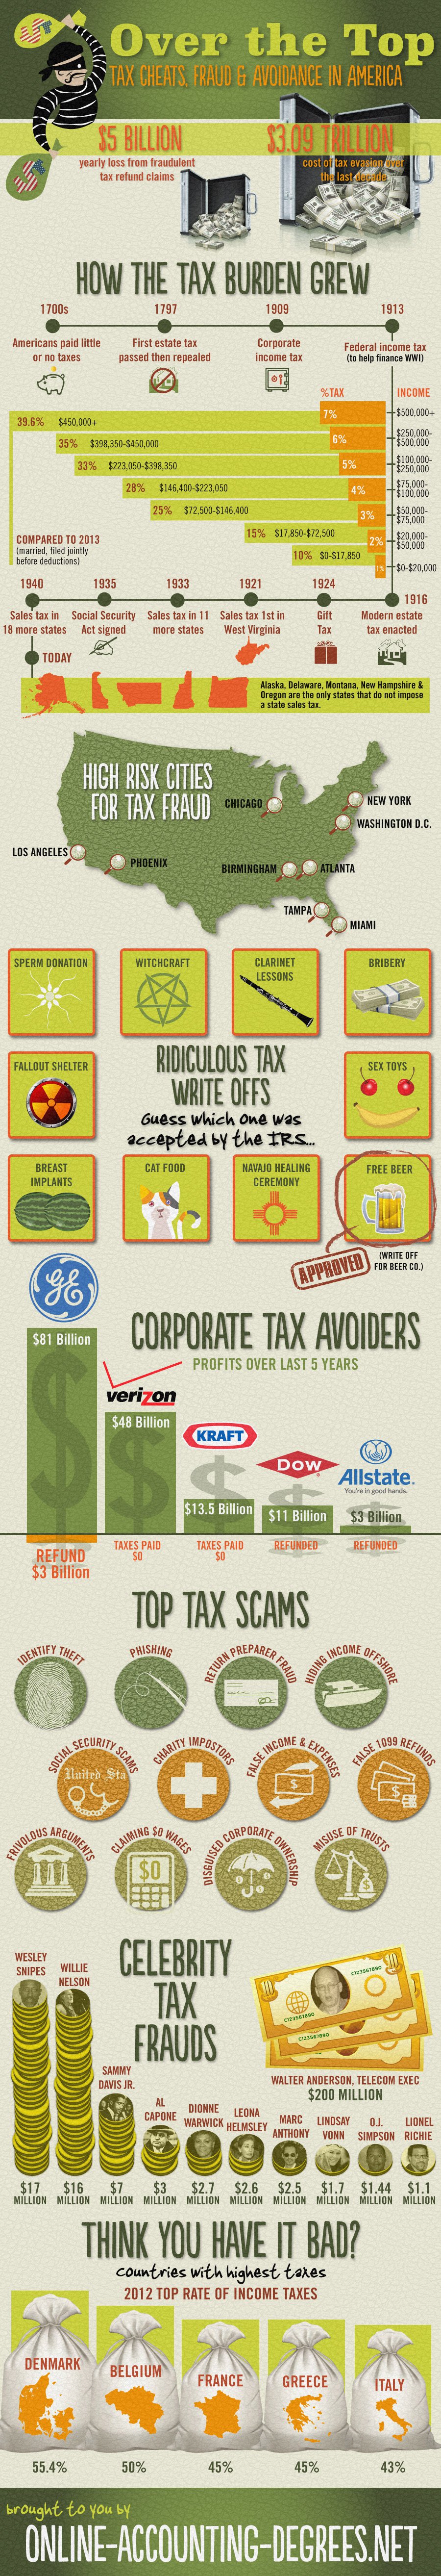 Over the Top
TAX CHEATS, FRAUD & AVOIDANCE IN AMERICA
$5 BILLION
yearly loss from fraudulent
tax refund claims
$3.09 TRILLION
cost of tax evasion over
the last decade
HOW THE TAX BURDEN GREW
1700s
Americans paid little
or no taxes
1797
First estate tax
passed then repealed
1909
Corporate
income tax
1913
Federal income tax
(to help finance WWI)
%TAX
INCOME
7%
$500,000+
39.6%
$450,000+
6%
$250,000-
$500,000
35%
$398,350-$450,000
5%
$100,000-
$250,000
33%
$223,050-$398,350
4%
$75,000-
$100,000
28%
$146,400-$223,050
3%
$50,000-
$75,000
25%
$72,500-$146,400
2%
$20,000-
$50,000
15%
$17,850-$72,500
1%
$0-$20,000
10%
$0-$17,850
COMPARED TO 2013
(married, filed jointly
before deductions)
1940
Sales tax in
18 more states
1935
Social Security
Act signed
1933
Sales tax in 11
more states
1921
Sales tax 1st in
West Virginia
1924
Gift
Tax
1916
Modern estate
tax enacted
TODAY
Alaska, Delaware, Montana, New Hampshire &
Oregon are the only states that do not impose
a state sales tax.
HIGH RISK CITIES
FOR TAX FRAUD
CHICAGO
NEW YORK
WASHINGTON D.C.
LOS ANGELES
PHOENIX
BIRMINGHAM
ATLANTA
TAMPA
MIAMI
SPERM DONATION
WITCHCRAFT
CLARINET
LESSONS
BRIBERY
FALLOUT SHELTER
RIDICULOUS TAX
WRITE OFFS
Guess which one was
accepted by the IRS...
SEX TOYS
BREAST
IMPLANTS
CAT FOOD
NAVAJO HEALING
CEREMONY
FREE BEER
APPROVED
(WRITE OFF
FOR BEER CO.)
GE
$81 Billion
CORPORATE TAX AVOIDERS
PROFITS OVER LAST 5 YEARS
verizon
$48 Billion
KRAFT
$13.5 Billion
Dow
$11 Billion
Allstate.
You're in good hands.
$3 Billion
REFUND
$3 Billion
TAXES PAID
$0
TAXES PAID
$0
REFUNDED
REFUNDED
TOP TAX SCAMS
IDENTIFY THEFT
PHISHING
RETURN PREPARER FRAUD
HIDING INCOME OFFSHORE
SOCIAL SECURITY SCAMS
United Sta
CHARITY IMPOSTORS
FALSE INCOME & EXPENSES
$
FALSE 1099 REFUNDS
$
FRIVOLOUS ARGUMENTS
CLAIMING $0 WAGES
$0
DISGUISED CORPORATE OWNERSHIP
MISUSE OF TRUSTS
$
CELEBRITY
TAX
FRAUDS
WESLEY
SNIPES
$17
MILLION
WILLIE
NELSON
$16
MILLION
SAMMY
DAVIS JR.
$7
MILLION
AL
CAPONE
$3
MILLION
DIONNE
WARWICK
$2.7
MILLION
LEONA
HELMSLEY
$2.6
MILLION
MARC
ANTHONY
$2.5
MILLION
LINDSAY
VONN
$1.7
MILLION
O.J.
SIMPSON
$1.44
MILLION
LIONEL
RICHIE
$1.1
MILLION
C123567890
C123567890
C123567890
WALTER ANDERSON, TELECOM EXEC
$200 MILLION
THINK YOU HAVE IT BAD?
Countries with highest taxes
2012 TOP RATE OF INCOME TAXES
DENMARK
55.4%
BELGIUM
50%
FRANCE
45%
GREECE
45%
ITALY
43%
brought to you by
ONLINE-ACCOUNTING-DEGREES.NET